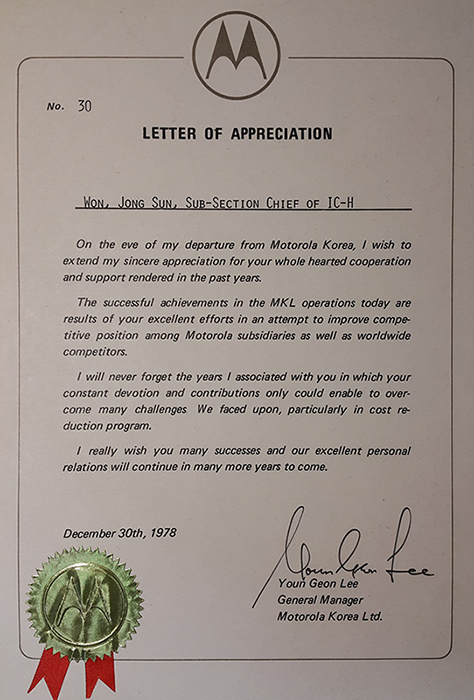 No. 30
LETTER OF APPRECIATION
WON, JONG SUN, SUB-SECTION CHIEF OF IC-H
On the eve of my departure from Motorola Korea, I wish to
extend my sincere appreciation for your whole hearted cooperation
and support rendered in the past years.
The successful achievements in the MKL operations today are
results of your excellent efforts in an attempt to improve compe-
titive position among Motorola subsidiaries as well as worldwide
competitors.
I will never forget the years I associated with you in which your
constant devotion and contributions only could enable to over-
come many challenges We faced upon, particularly in cost re-
duction program.
I really wish you many successes and our excellent personal
relations will continue in many more years to come.
December 30th, 1978
Youn Geon Lee
Youn Geon Lee
General Manager
Motorola Korea Ltd.